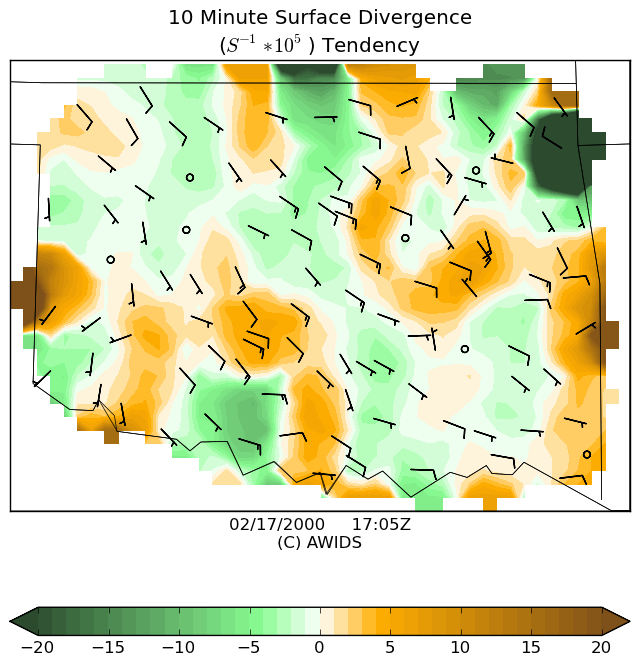 10 Minute Surface Divergence
(S⁻¹ *10⁵ ) Tendency
02/17/2000 17:05Z
(C) AWIDS
−20 −15 −10 −5 0 5 10 15 20